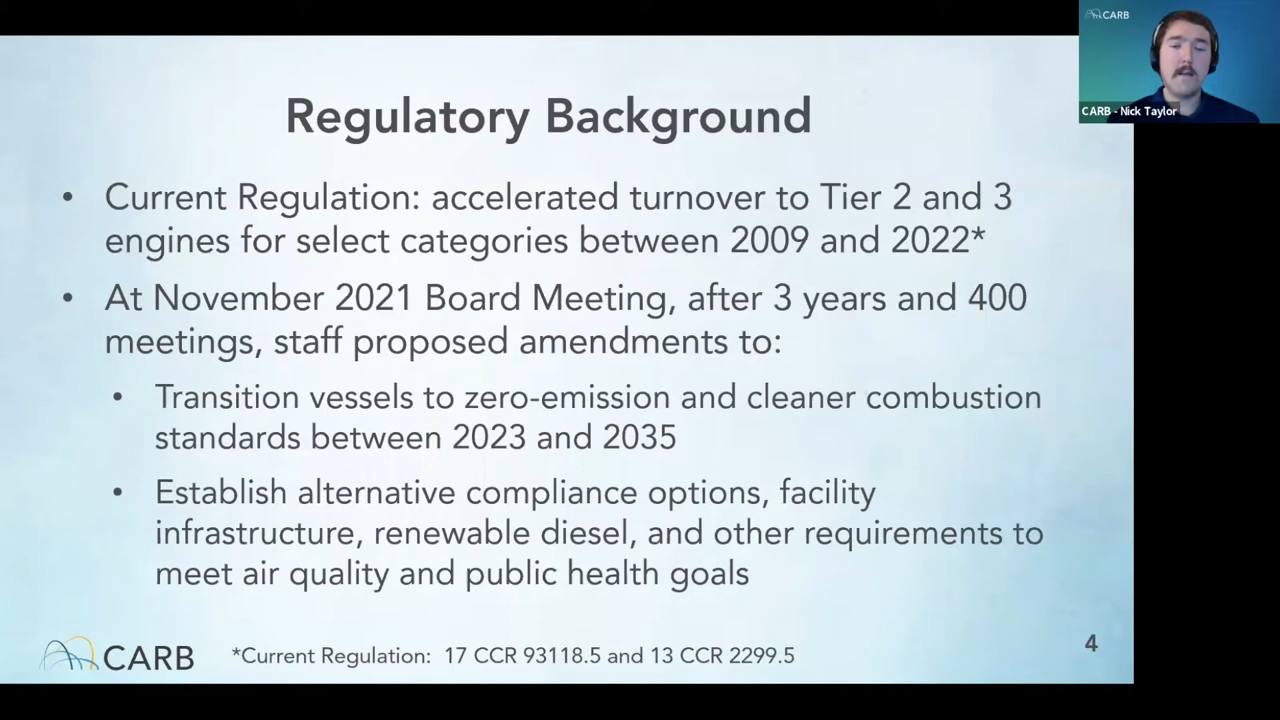 CARB
CARB - Nick Taylor
Regulatory Background
• Current Regulation: accelerated turnover to Tier 2 and 3
engines for select categories between 2009 and 2022*
• At November 2021 Board Meeting, after 3 years and 400
meetings, staff proposed amendments to:
• Transition vessels to zero-emission and cleaner combustion
standards between 2023 and 2035
• Establish alternative compliance options, facility
infrastructure, renewable diesel, and other requirements to
meet air quality and public health goals
CARB
*Current Regulation: 17 CCR 93118.5 and 13 CCR 2299.5
4